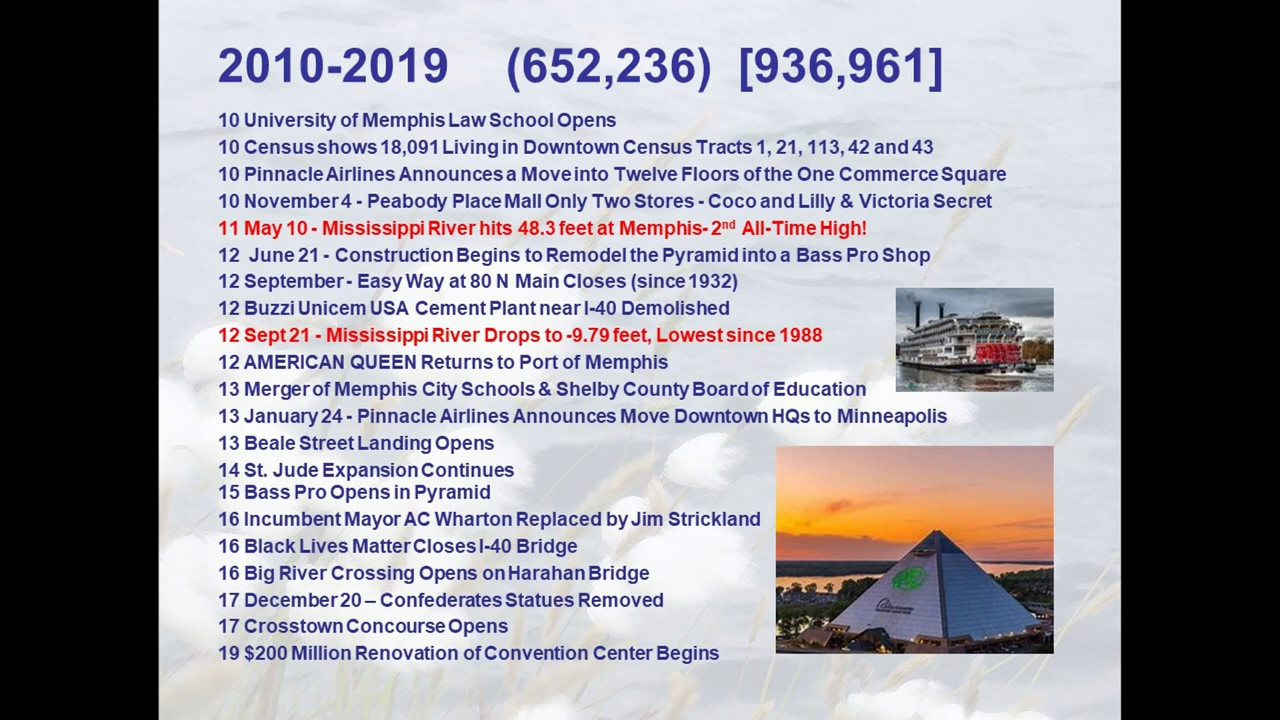 2010-2019 (652,236) [936,961]
10 University of Memphis Law School Opens
10 Census shows 18,091 Living in Downtown Census Tracts 1, 21, 113, 42 and 43
10 Pinnacle Airlines Announces a Move into Twelve Floors of the One Commerce Square
10 November 4 - Peabody Place Mall Only Two Stores - Coco and Lilly & Victoria Secret
11 May 10 - Mississippi River hits 48.3 feet at Memphis- 2nd All-Time High!
12 June 21 - Construction Begins to Remodel the Pyramid into a Bass Pro Shop
12 September - Easy Way at 80 N Main Closes (since 1932)
12 Buzzi Unicem USA Cement Plant near I-40 Demolished
12 Sept 21 - Mississippi River Drops to -9.79 feet, Lowest since 1988
12 AMERICAN QUEEN Returns to Port of Memphis
13 Merger of Memphis City Schools & Shelby County Board of Education
13 January 24 - Pinnacle Airlines Announces Move Downtown HQs to Minneapolis
13 Beale Street Landing Opens
14 St. Jude Expansion Continues
15 Bass Pro Opens in Pyramid
16 Incumbent Mayor AC Wharton Replaced by Jim Strickland
16 Black Lives Matter Closes I-40 Bridge
16 Big River Crossing Opens on Harahan Bridge
17 December 20 – Confederates Statues Removed
17 Crosstown Concourse Opens
19 $200 Million Renovation of Convention Center Begins